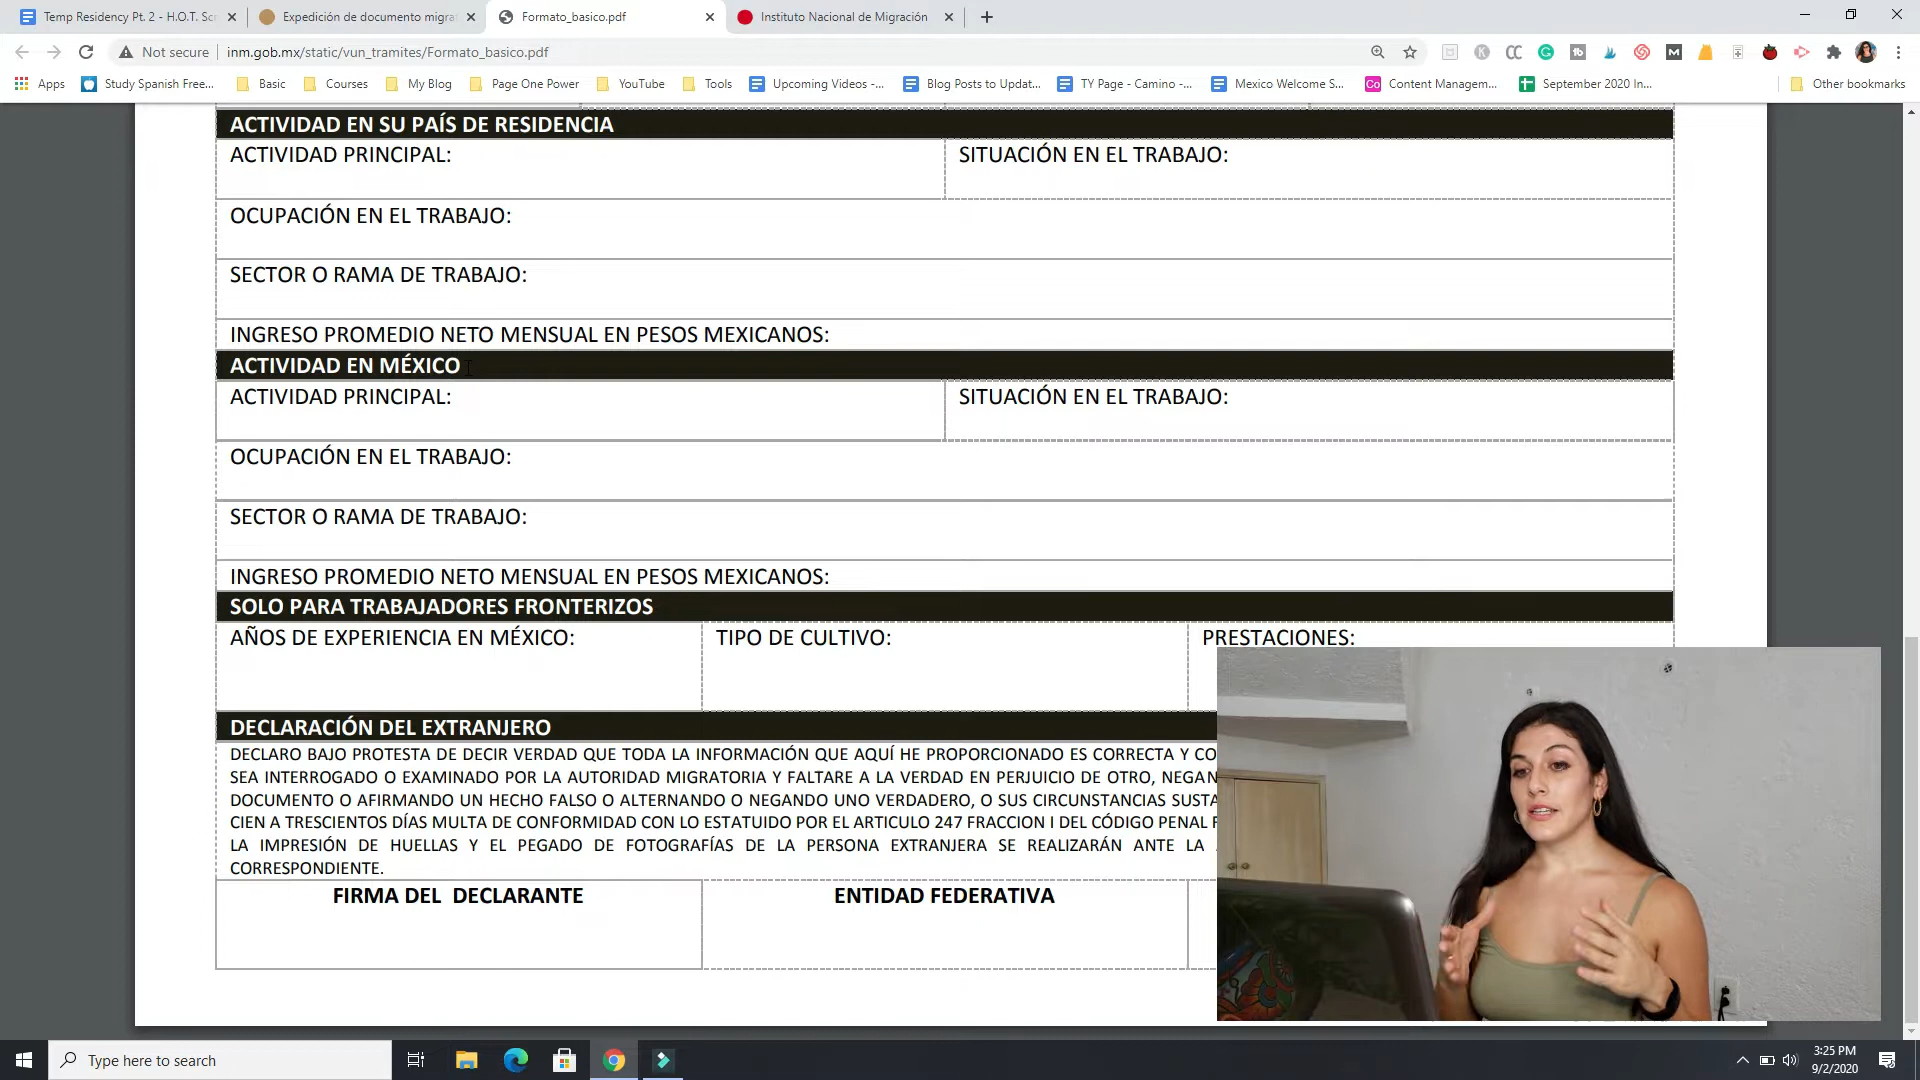 Temp Residency Pt. 2 - H.O.T. Scr
Expedición de documento migrat
Formato_basico.pdf
Instituto Nacional de Migración
Not secure
inm.gob.mx/static/vun_tramites/Formato_basico.pdf
Apps
Study Spanish Free...
Basic
Courses
My Blog
Page One Power
YouTube
Tools
Upcoming Videos -...
Blog Posts to Updat...
TY Page - Camino -...
Mexico Welcome S...
Content Managem...
September 2020 In...
Other bookmarks
ACTIVIDAD EN SU PAÍS DE RESIDENCIA
ACTIVIDAD PRINCIPAL:
SITUACIÓN EN EL TRABAJO:
OCUPACIÓN EN EL TRABAJO:
SECTOR O RAMA DE TRABAJO:
INGRESO PROMEDIO NETO MENSUAL EN PESOS MEXICANOS:
ACTIVIDAD EN MÉXICO
ACTIVIDAD PRINCIPAL:
SITUACIÓN EN EL TRABAJO:
OCUPACIÓN EN EL TRABAJO:
SECTOR O RAMA DE TRABAJO:
INGRESO PROMEDIO NETO MENSUAL EN PESOS MEXICANOS:
SOLO PARA TRABAJADORES FRONTERIZOS
AÑOS DE EXPERIENCIA EN MÉXICO:
TIPO DE CULTIVO:
PRESTACIONES:
DECLARACIÓN DEL EXTRANJERO
DECLARO BAJO PROTESTA DE DECIR VERDAD QUE TODA LA INFORMACIÓN QUE AQUÍ HE PROPORCIONADO ES CORRECTA Y CO
SEA INTERROGADO O EXAMINADO POR LA AUTORIDAD MIGRATORIA Y FALTARE A LA VERDAD EN PERJUICIO DE OTRO, NEGAN
DOCUMENTO O AFIRMANDO UN HECHO FALSO O ALTERNANDO O NEGANDO UNO VERDADERO, O SUS CIRCUNSTANCIAS SUSTA
CIEN A TRESCIENTOS DÍAS MULTA DE CONFORMIDAD CON LO ESTATUIDO POR EL ARTICULO 247 FRACCION I DEL CÓDIGO PENAL F
LA IMPRESIÓN DE HUELLAS Y EL PEGADO DE FOTOGRAFÍAS DE LA PERSONA EXTRANJERA SE REALIZARÁN ANTE LA
CORRESPONDIENTE.
FIRMA DEL DECLARANTE
ENTIDAD FEDERATIVA
Type here to search
3:25 PM
9/2/2020